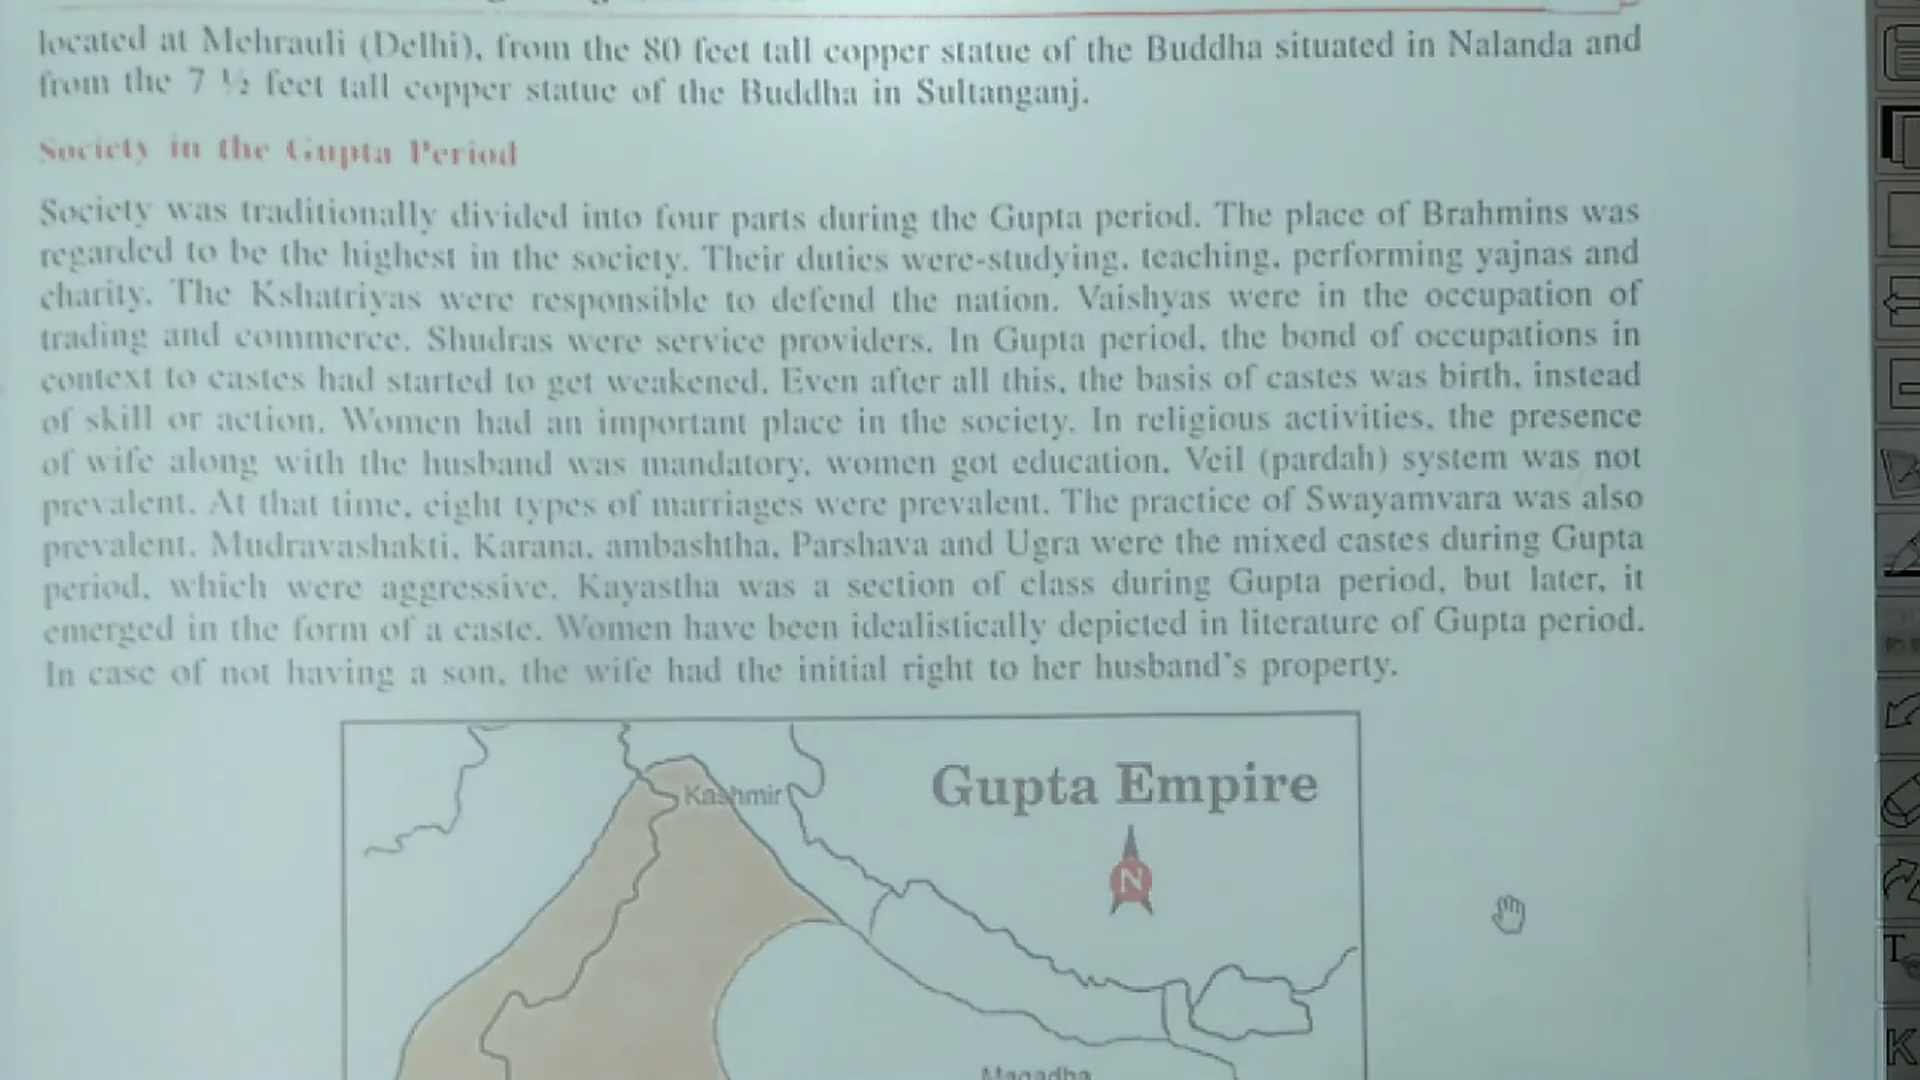 located at Mehrauli (Delhi), from the 80 feet tall copper statue of the Buddha situated in Nalanda and
from the 7 ½ feet tall copper statue of the Buddha in Sultanganj.
Society in the Gupta Period
Society was traditionally divided into four parts during the Gupta period. The place of Brahmins was
regarded to be the highest in the society. Their duties were-studying, teaching, performing yajnas and
charity. The Kshatriyas were responsible to defend the nation. Vaishyas were in the occupation of
trading and commerce. Shudras were service providers. In Gupta period, the bond of occupations in
context to castes had started to get weakened. Even after all this, the basis of castes was birth, instead
of skill or action. Women had an important place in the society. In religious activities, the presence
of wife along with the husband was mandatory, women got education. Veil (pardah) system was not
prevalent. At that time, eight types of marriages were prevalent. The practice of Swayamvara was also
prevalent. Mudravashakti, Karana, ambashtha, Parshava and Ugra were the mixed castes during Gupta
period, which were aggressive. Kayastha was a section of class during Gupta period, but later, it
emerged in the form of a caste. Women have been idealistically depicted in literature of Gupta period.
In case of not having a son, the wife had the initial right to her husband's property.
Gupta Empire
Kashmir
N
Magadha
T
K